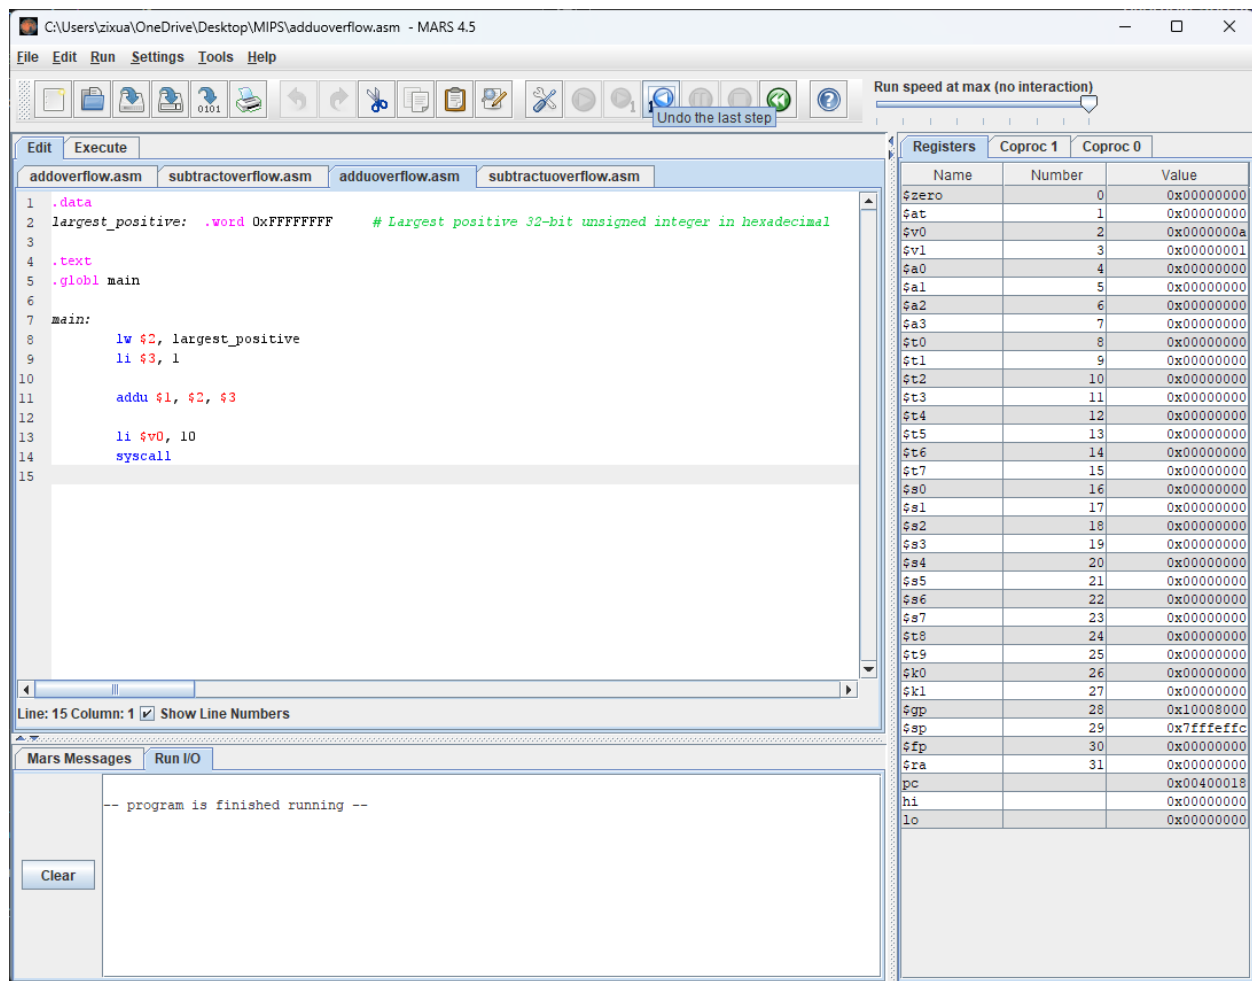 C:\Users\zixua\OneDrive\Desktop\MIPS\adduoverflow.asm - MARS 4.5
File Edit Run Settings Tools Help
Run speed at max (no interaction)
0101
1
1
Undo the last step
Edit Execute
addoverflow.asm subtractoverflow.asm adduoverflow.asm subtractuoverflow.asm
1 .data
2 largest_positive: .word 0xFFFFFFFF # Largest positive 32-bit unsigned integer in hexadecimal
3
4 .text
5 .globl main
6
7 main:
8 lw $2, largest_positive
9 li $3, 1
10
11 addu $1, $2, $3
12
13 li $v0, 10
14 syscall
15
Line: 15 Column: 1 Show Line Numbers
Mars Messages Run I/O
-- program is finished running --
Clear
Registers Coproc 1 Coproc 0
Name Number Value
$zero 0 0x00000000
$at 1 0x00000000
$v0 2 0x0000000a
$v1 3 0x00000001
$a0 4 0x00000000
$a1 5 0x00000000
$a2 6 0x00000000
$a3 7 0x00000000
$t0 8 0x00000000
$t1 9 0x00000000
$t2 10 0x00000000
$t3 11 0x00000000
$t4 12 0x00000000
$t5 13 0x00000000
$t6 14 0x00000000
$t7 15 0x00000000
$s0 16 0x00000000
$s1 17 0x00000000
$s2 18 0x00000000
$s3 19 0x00000000
$s4 20 0x00000000
$s5 21 0x00000000
$s6 22 0x00000000
$s7 23 0x00000000
$t8 24 0x00000000
$t9 25 0x00000000
$k0 26 0x00000000
$k1 27 0x00000000
$gp 28 0x10008000
$sp 29 0x7fffeffc
$fp 30 0x00000000
$ra 31 0x00000000
pc 0x00400018
hi 0x00000000
lo 0x00000000